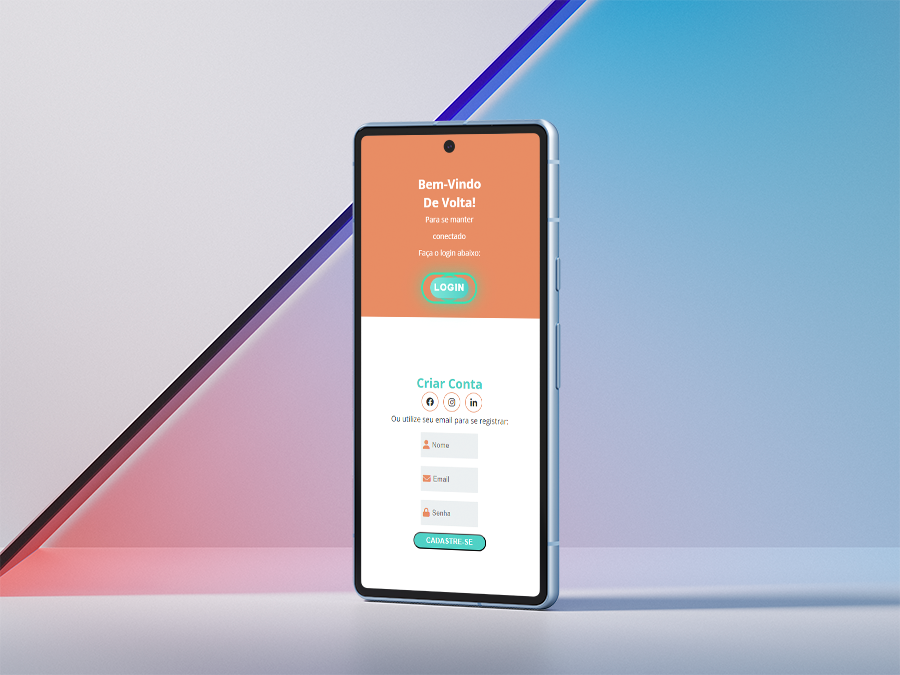 Bem-Vindo
De Volta!
Para se manter
conectado
Faça o login abaixo:
LOGIN
Criar Conta
in
Ou utilize seu email para se registrar:
Nome
Email
Senha
CADASTRE-SE